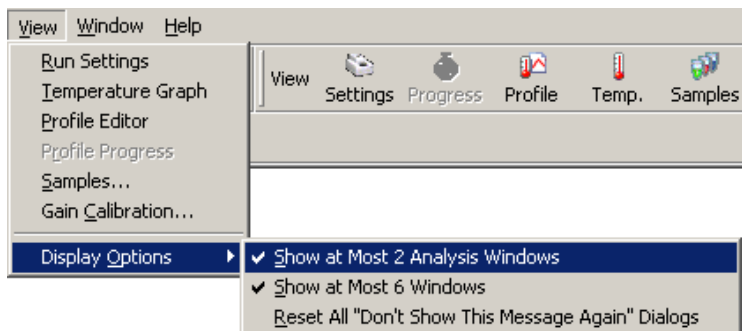 View Window Help
Run Settings
Temperature Graph
Profile Editor
Profile Progress
Samples...
Gain Calibration...
Display Options
View
Settings Progress Profile Temp. Samples
Show at Most 2 Analysis Windows
Show at Most 6 Windows
Reset All "Don't Show This Message Again" Dialogs